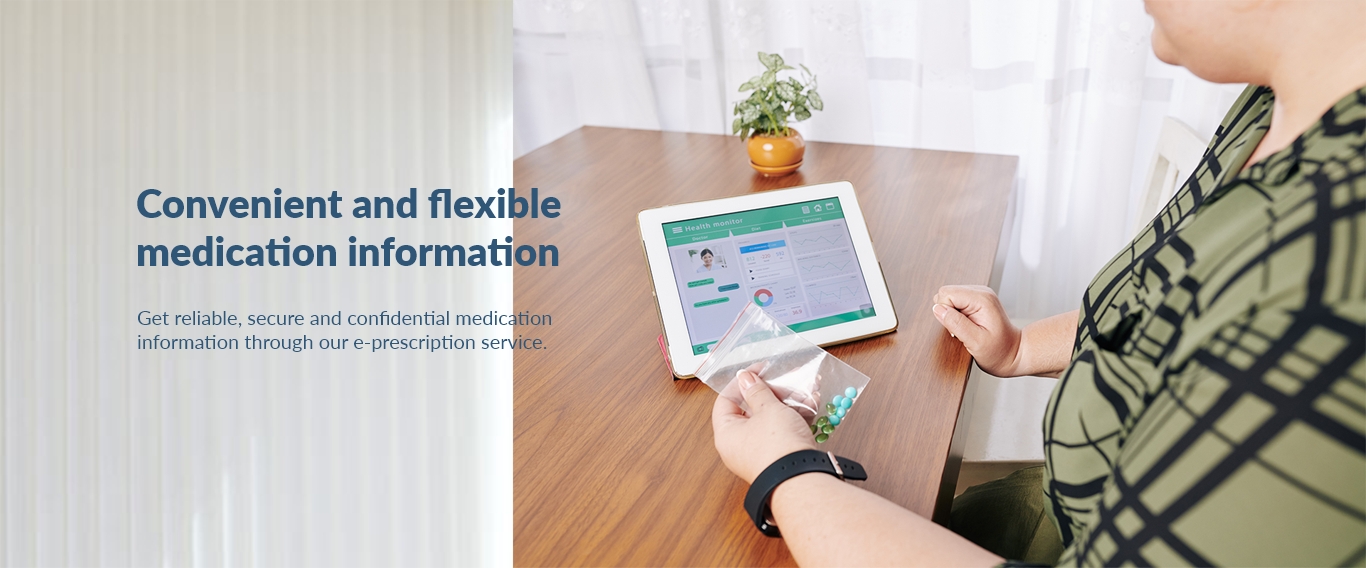 Convenient and flexible
medication information
Get reliable, secure and confidential medication
information through our e-prescription service.
Health monitor